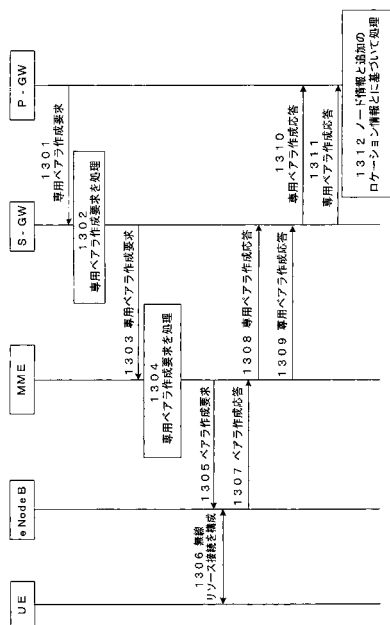 UE
eNodeB
MME
S-GW
P-GW
1301
専用ベアラ作成要求
1302
専用ベアラ作成要求を処理
1303 専用ベアラ作成要求
1304
専用ベアラ作成要求を処理
1305 ベアラ作成要求
1306 無線
リソース接続を構成
1307 ベアラ作成応答
1308 専用ベアラ作成応答
1309 専用ベアラ作成応答
1310
専用ベアラ作成応答
1311
専用ベアラ作成応答
1312 ノード情報と追加の
ロケーション情報とに基づいて処理